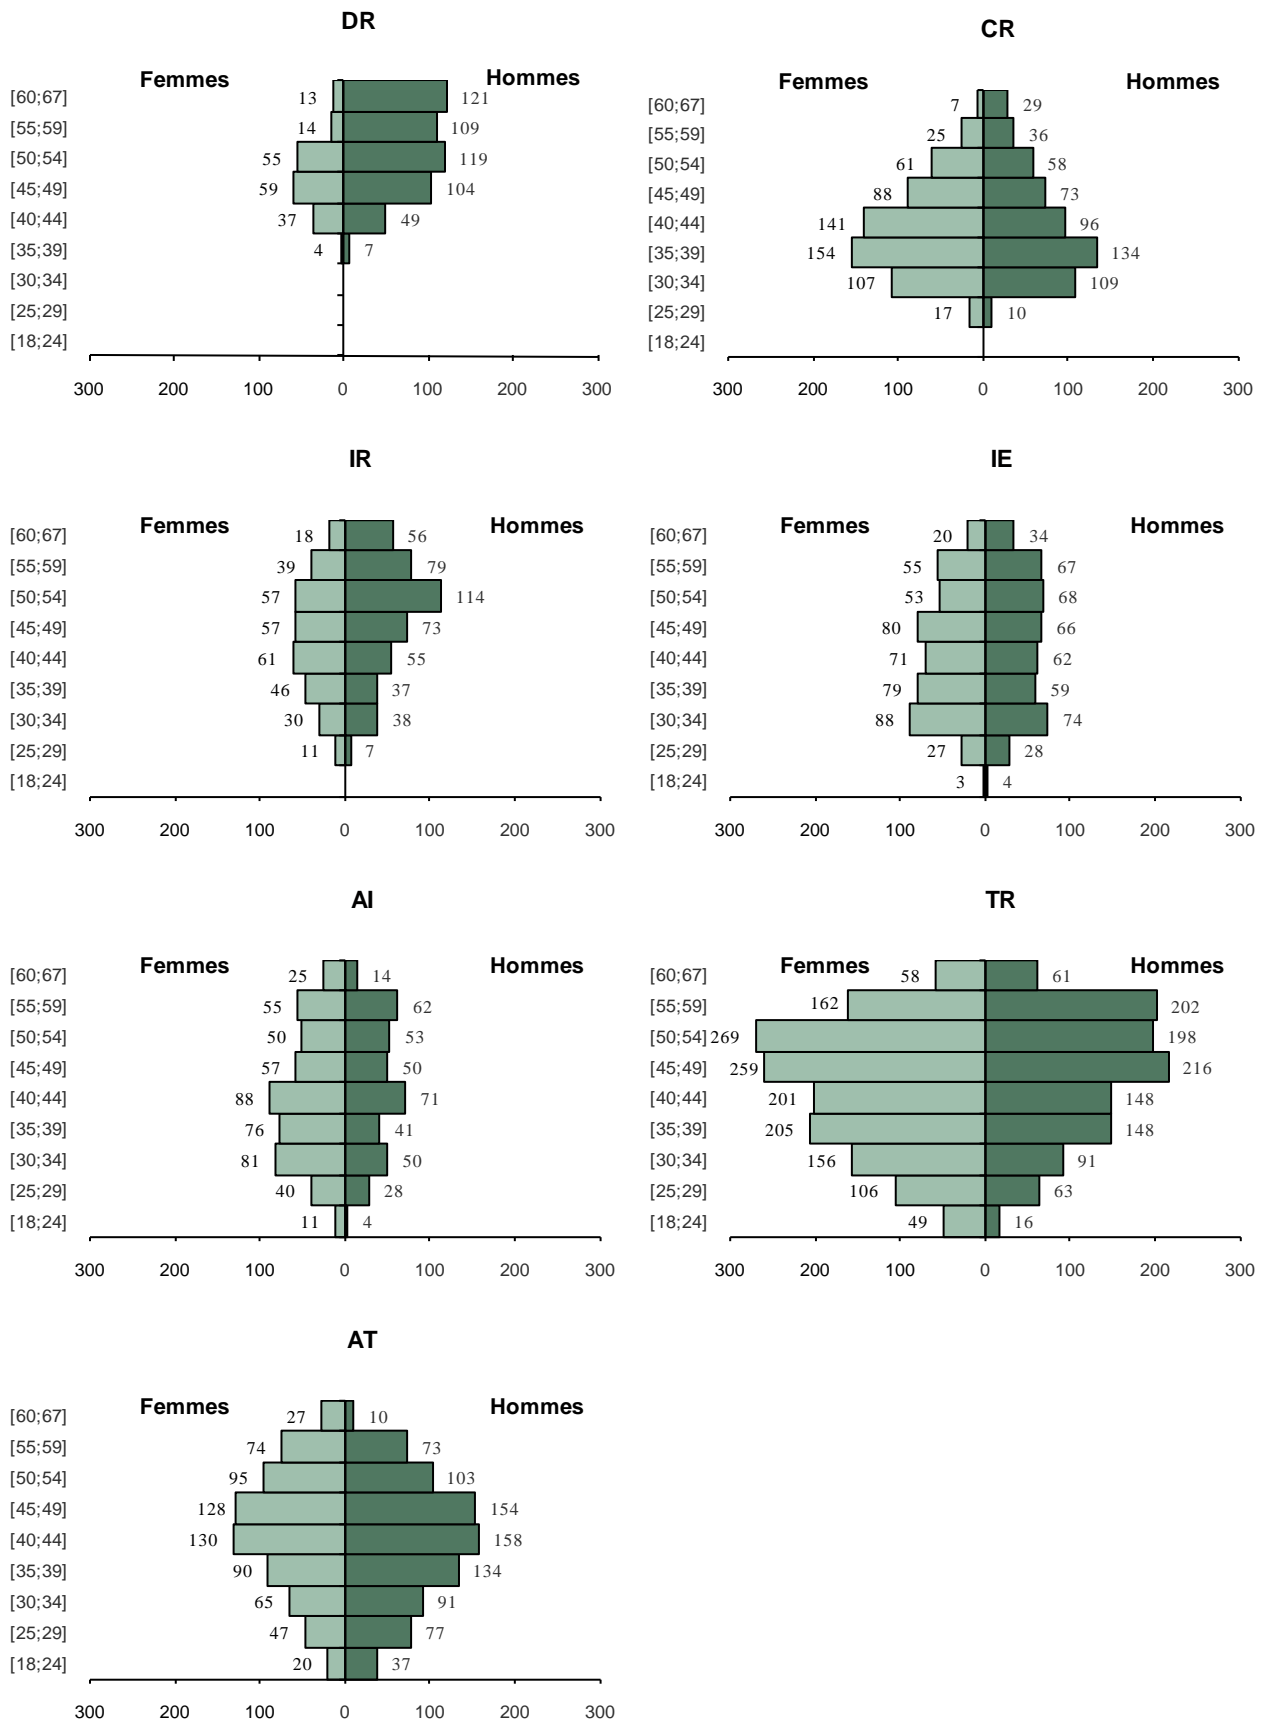 DR
Femmes Hommes
[60;67] 13 121
[55;59] 14 109
[50;54] 55 119
[45;49] 59 104
[40;44] 37 49
[35;39] 4 7
[30;34]
[25;29]
[18;24]
300 200 100 0 100 200 300
CR
Femmes Hommes
[60;67] 7 29
[55;59] 25 36
[50;54] 61 58
[45;49] 88 73
[40;44] 141 96
[35;39] 154 134
[30;34] 107 109
[25;29] 17 10
[18;24]
300 200 100 0 100 200 300
IR
Femmes Hommes
[60;67] 18 56
[55;59] 39 79
[50;54] 57 114
[45;49] 57 73
[40;44] 61 55
[35;39] 46 37
[30;34] 30 38
[25;29] 11 7
[18;24]
300 200 100 0 100 200 300
IE
Femmes Hommes
[60;67] 20 34
[55;59] 55 67
[50;54] 53 68
[45;49] 80 66
[40;44] 71 62
[35;39] 79 59
[30;34] 88 74
[25;29] 27 28
[18;24] 3 4
300 200 100 0 100 200 300
AI
Femmes Hommes
[60;67] 25 14
[55;59] 55 62
[50;54] 50 53
[45;49] 57 50
[40;44] 88 71
[35;39] 76 41
[30;34] 81 50
[25;29] 40 28
[18;24] 11 4
300 200 100 0 100 200 300
TR
Femmes Hommes
[60;67] 58 61
[55;59] 162 202
[50;54] 269 198
[45;49] 259 216
[40;44] 201 148
[35;39] 205 148
[30;34] 156 91
[25;29] 106 63
[18;24] 49 16
300 200 100 0 100 200 300
AT
Femmes Hommes
[60;67] 27 10
[55;59] 74 73
[50;54] 95 103
[45;49] 128 154
[40;44] 130 158
[35;39] 90 134
[30;34] 65 91
[25;29] 47 77
[18;24] 20 37
300 200 100 0 100 200 300